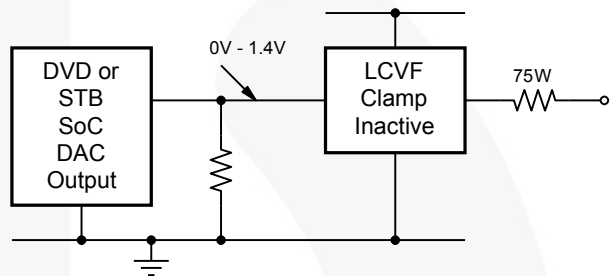 DVD or
STB
SoC
DAC
Output
0V - 1.4V
LCVF
Clamp
Inactive
75W